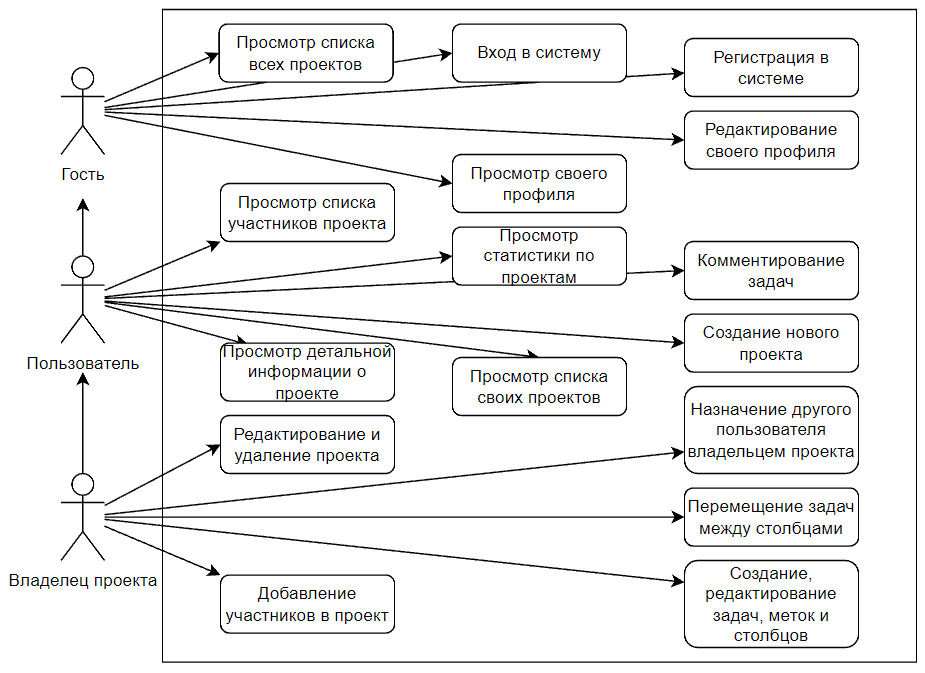 Просмотр списка
всех проектов
Вход в систему
Регистрация в
системе
Гость
Редактирование
своего профиля
Просмотр своего
профиля
Просмотр списка
участников проекта
Просмотр
статистики по
проектам
Комментирование
задач
Пользователь
Создание нового
проекта
Просмотр детальной
информации о
проекте
Просмотр списка
своих проектов
Назначение другого
пользователя
владельцем проекта
Редактирование и
удаление проекта
Владелец проекта
Перемещение задач
между столбцами
Добавление
участников в проект
Создание,
редактирование
задач, меток и
столбцов